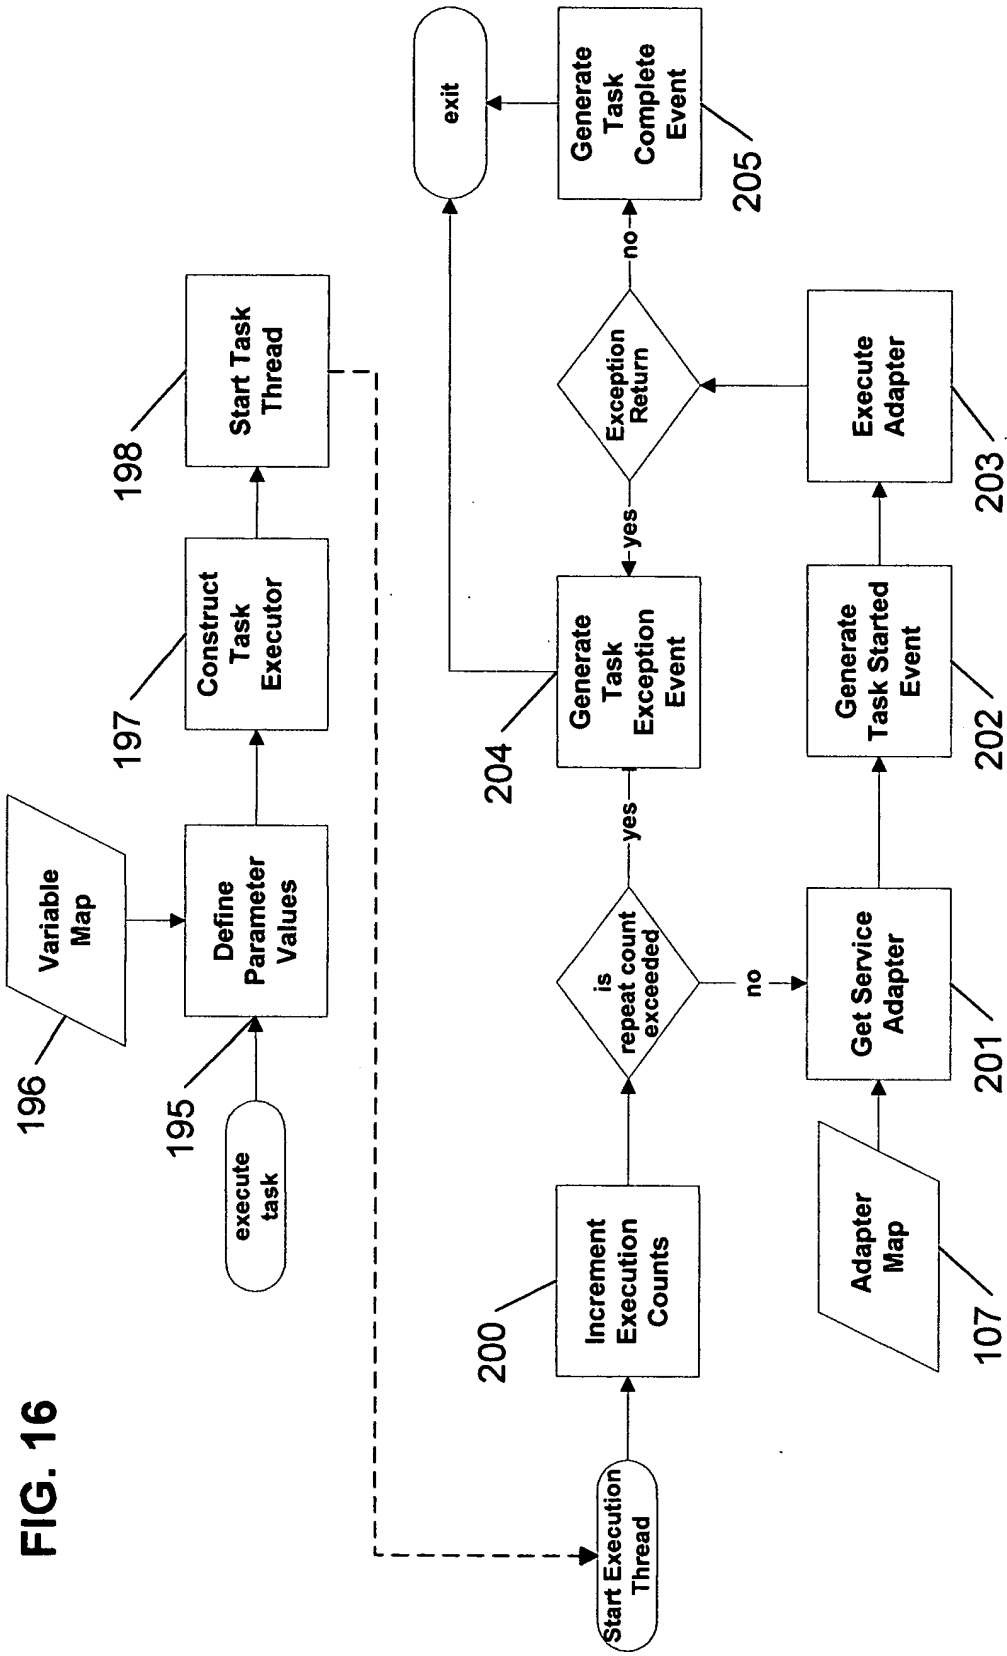 FIG. 16
196
Variable
Map
195
197
198
execute
task
Define
Parameter
Values
Construct
Task
Executor
Start Task
Thread
exit
200
204
Start Execution
Thread
Increment
Execution
Counts
is
repeat count
exceeded
yes
Generate
Task
Exception
Event
yes
Exception
Return
no
Generate
Task
Complete
Event
205
no
Adapter
Map
Get Service
Adapter
Generate
Task Started
Event
Execute
Adapter
107
201
202
203